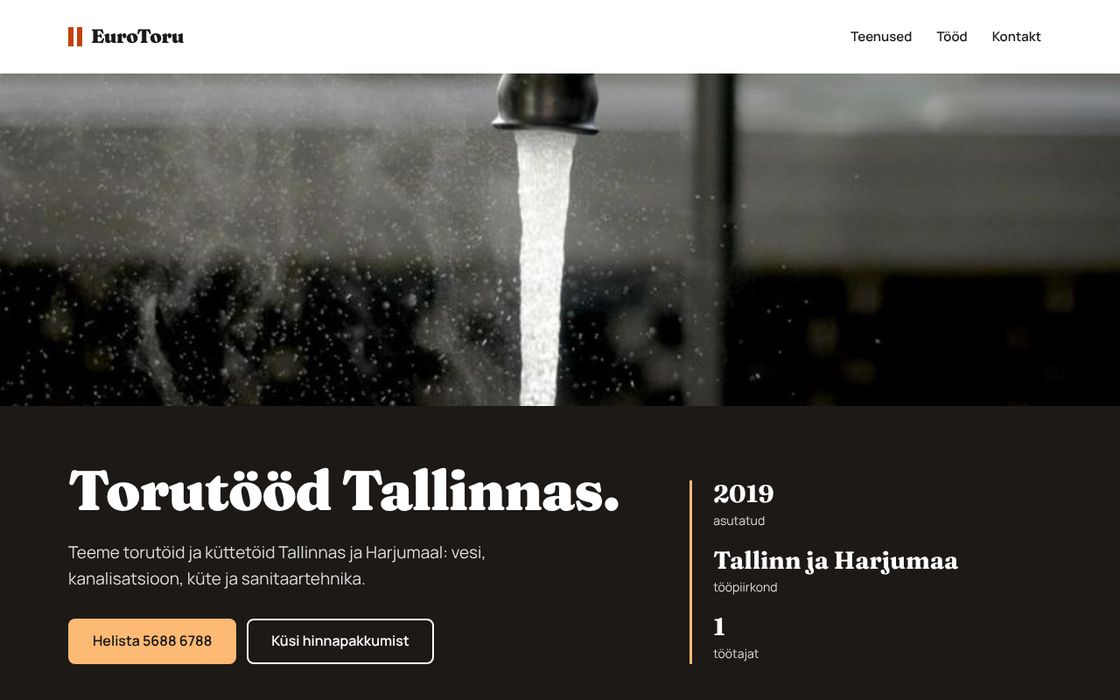 EuroToru
Teenused Tööd Kontakt
Torutööd Tallinnas.
Teeme torutöid ja küttetöid Tallinnas ja Harjumaal: vesi,
kanalisatsioon, küte ja sanitaartehnika.
Helista 5688 6788
Küsi hinnapakkumist
2019
asutatud
Tallinn ja Harjumaa
tööpiirkond
1
töötajat